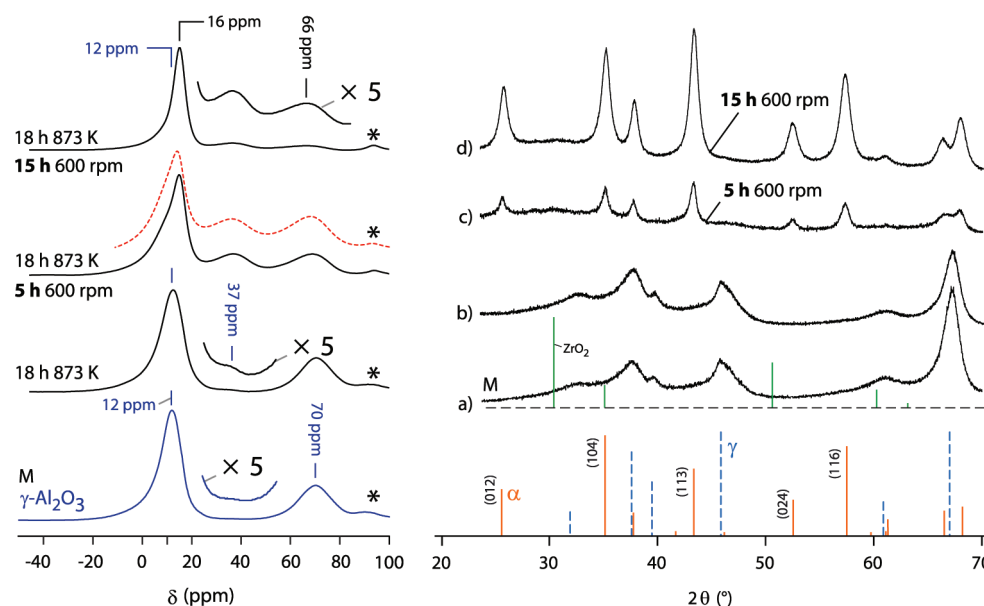 16 ppm
12 ppm
66 ppm
× 5
18 h 873 K
*
15 h 600 rpm
*
18 h 873 K
5 h 600 rpm
37 ppm
× 5
18 h 873 K
*
12 ppm
70 ppm
× 5
M
γ-Al₂O₃
*
-40 -20 0 20 40 60 80 100
δ (ppm)
15 h 600 rpm
d)
5 h 600 rpm
c)
b)
ZrO₂
M
a)
(012)
α
(104)
(113)
γ
(024)
(116)
20 30 40 50 60 70
2θ (°)